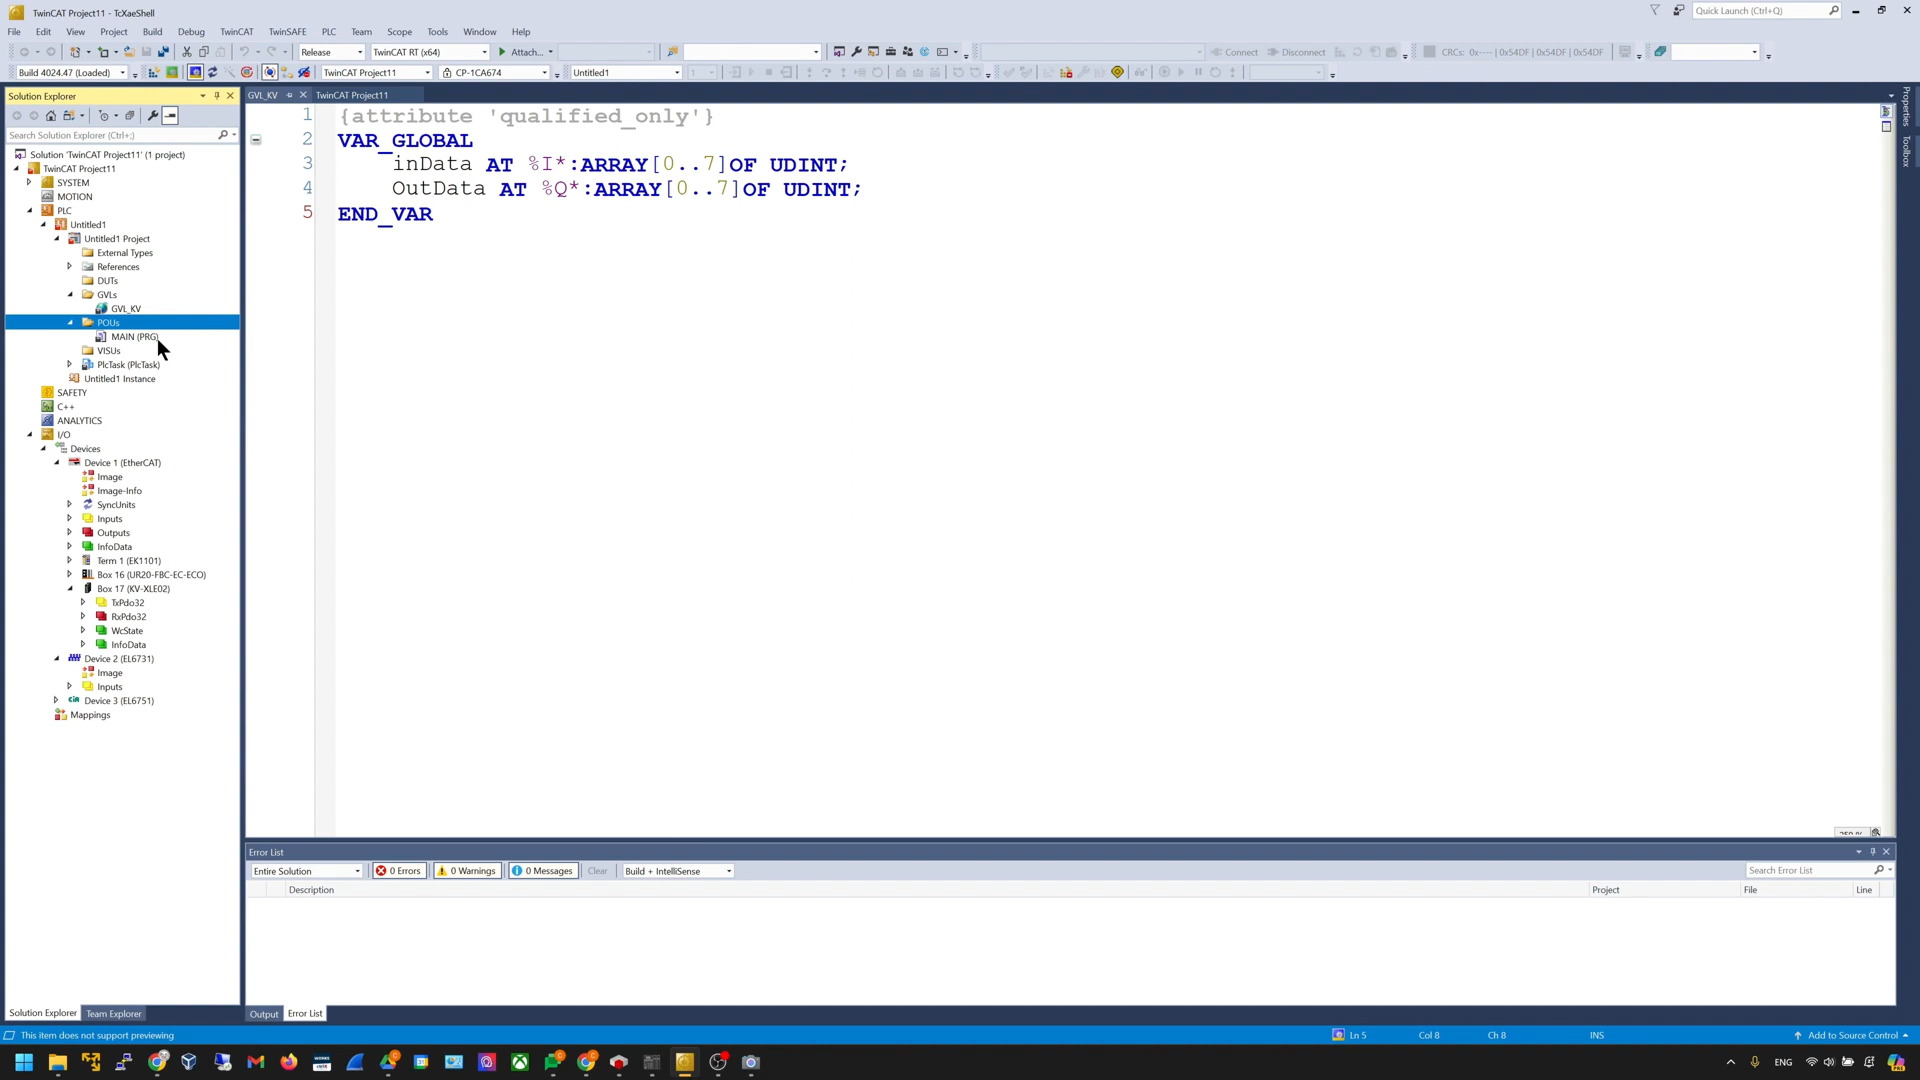 TwinCAT Project11 - TcXaeShell
Quick Launch (Ctrl+Q)
File Edit View Project Build Debug TwinCAT TwinSAFE PLC Team Scope Tools Window Help
Release TwinCAT RT (x64) Attach... Connect Disconnect CRCs: 0x---- | 0x54DF | 0x54DF | 0x54DF
Build 4024.47 (Loaded) TwinCAT Project11 CP-1CA674 Untitled1 1
Solution Explorer
Search Solution Explorer (Ctrl+;)
Solution 'TwinCAT Project11' (1 project)
TwinCAT Project11
SYSTEM
MOTION
PLC
Untitled1
Untitled1 Project
External Types
References
DUTs
GVLs
GVL_KV
POUs
MAIN (PRG)
VISUs
PlcTask (PlcTask)
Untitled1 Instance
SAFETY
C++
ANALYTICS
I/O
Devices
Device 1 (EtherCAT)
Image
Image-Info
SyncUnits
Inputs
Outputs
InfoData
Term 1 (EK1101)
Box 16 (UR20-FBC-EC-ECO)
Box 17 (KV-XLE02)
TxPdo32
RxPdo32
WcState
InfoData
Device 2 (EL6731)
Image
Inputs
Device 3 (EL6751)
Mappings
Solution Explorer Team Explorer
GVL_KV TwinCAT Project11
1 {attribute 'qualified_only'}
2 VAR_GLOBAL
3 inData AT %I*:ARRAY[0..7]OF UDINT;
4 OutData AT %Q*:ARRAY[0..7]OF UDINT;
5 END_VAR
Properties
Toolbox
Error List
Entire Solution 0 Errors 0 Warnings 0 Messages Clear Build + IntelliSense Search Error List
Description Project File Line
Output Error List
This item does not support previewing Ln 5 Col 8 Ch 8 INS Add to Source Control
ENG